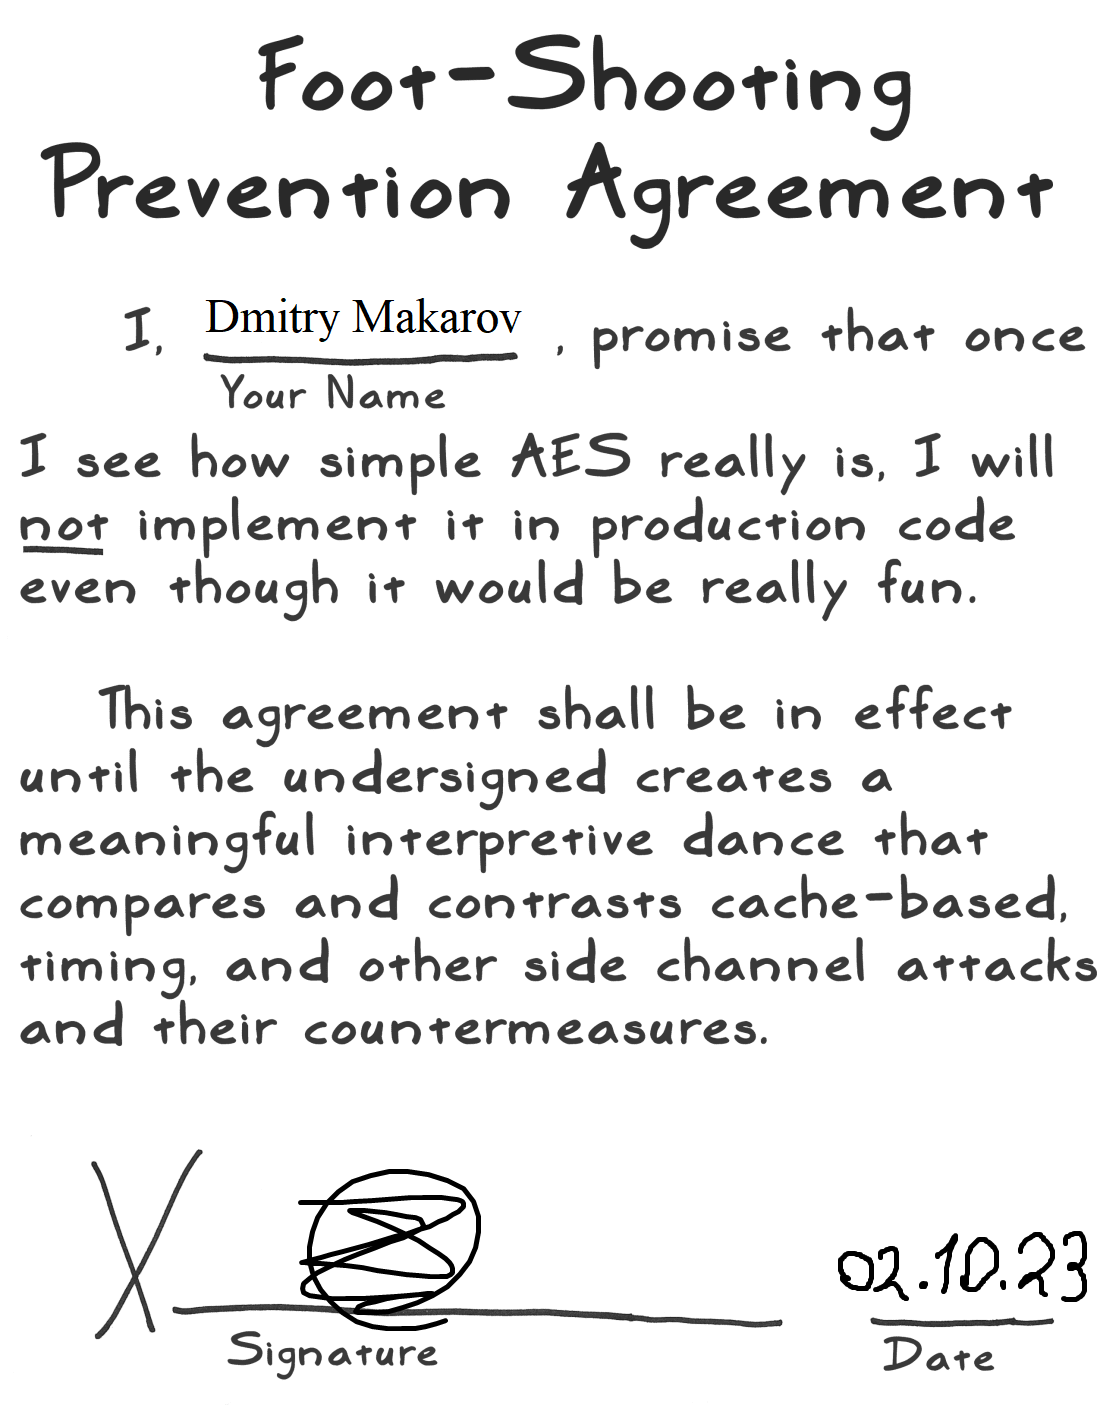 Foot-Shooting
Prevention Agreement
I, Dmitry Makarov, promise that once
Your Name
I see how simple AES really is, I will
not implement it in production code
even though it would be really fun.
This agreement shall be in effect
until the undersigned creates a
meaningful interpretive dance that
compares and contrasts cache-based,
timing, and other side channel attacks
and their countermeasures.
X 02.10.23
Signature Date